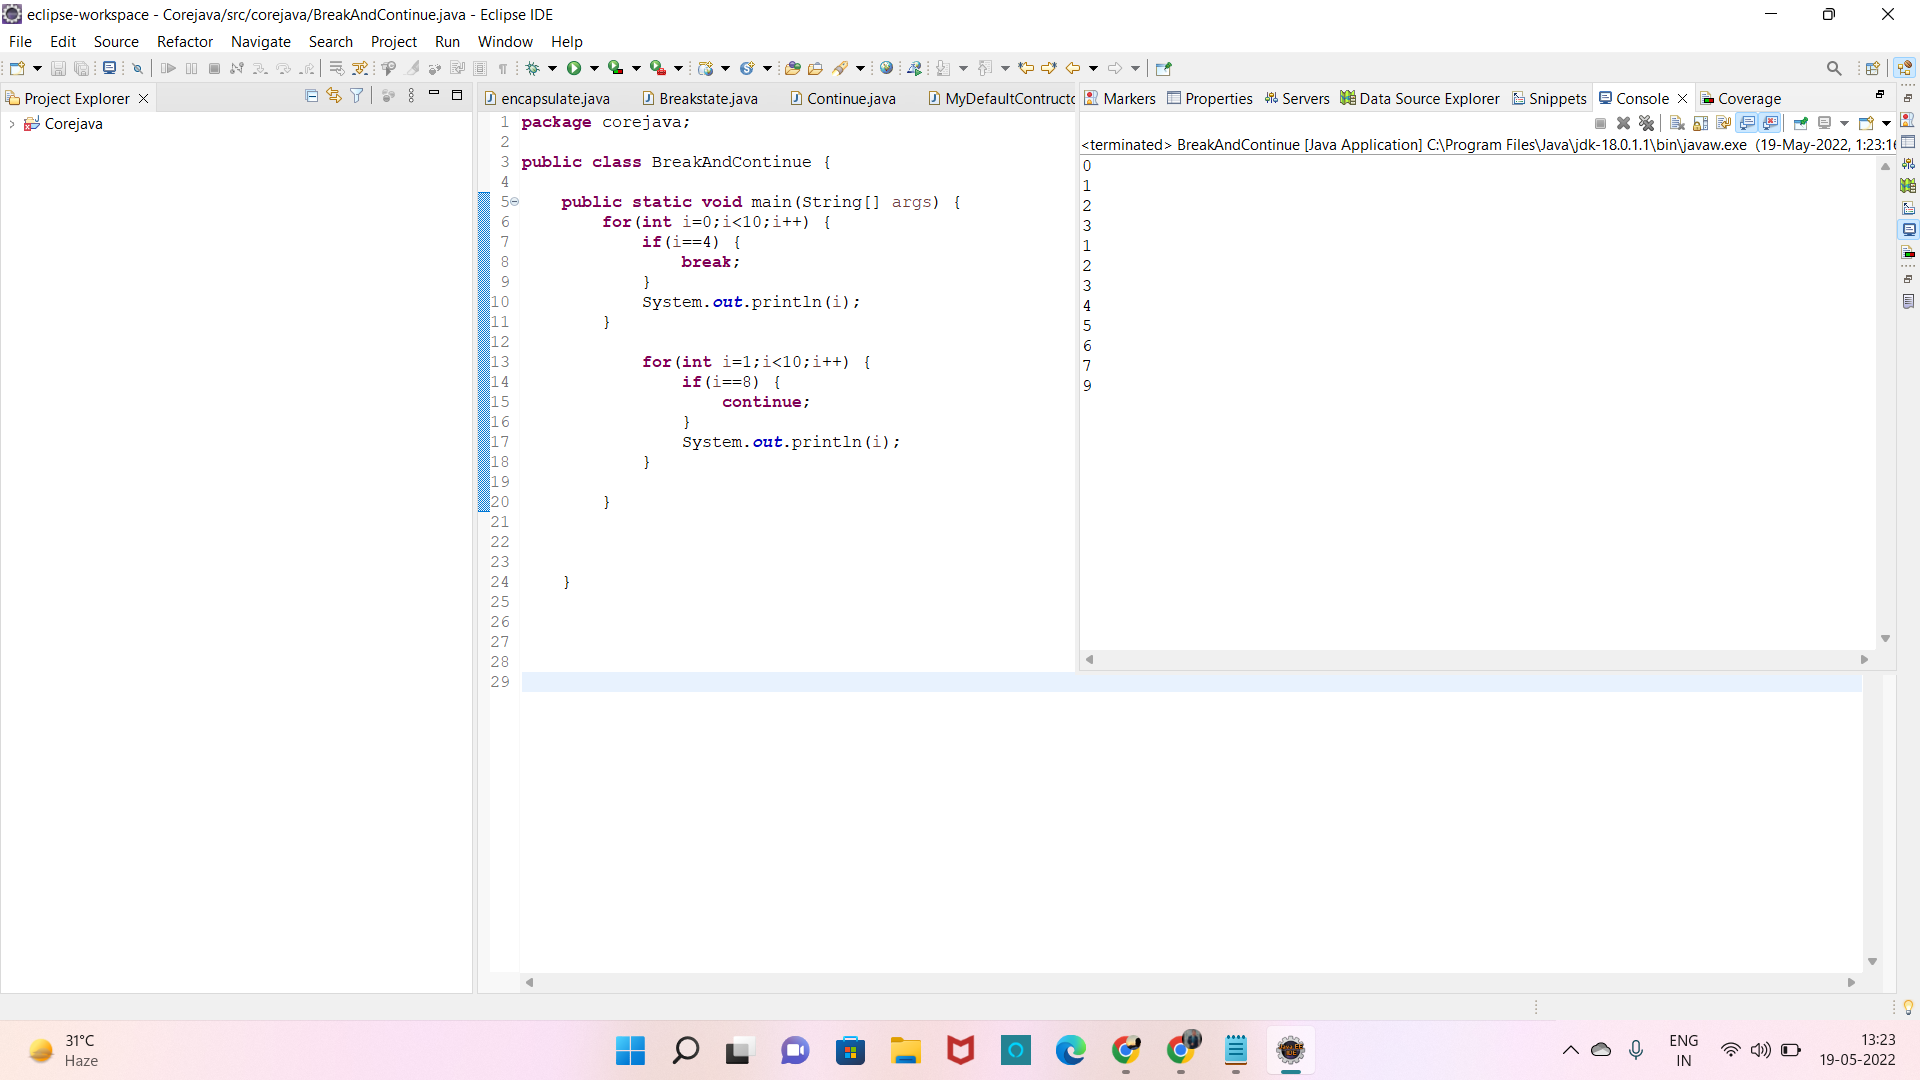 eclipse-workspace - Corejava/src/corejava/BreakAndContinue.java - Eclipse IDE
File Edit Source Refactor Navigate Search Project Run Window Help
Project Explorer
Corejava
encapsulate.java Breakstate.java Continue.java MyDefaultContructo
1 package corejava;
2
3 public class BreakAndContinue {
4
5 public static void main(String[] args) {
6 for(int i=0;i<10;i++) {
7 if(i==4) {
8 break;
9 }
10 System.out.println(i);
11 }
12
13 for(int i=1;i<10;i++) {
14 if(i==8) {
15 continue;
16 }
17 System.out.println(i);
18 }
19
20 }
21
22
23
24 }
25
26
27
28
29
Markers Properties Servers Data Source Explorer Snippets Console Coverage
<terminated> BreakAndContinue [Java Application] C:\Program Files\Java\jdk-18.0.1.1\bin\javaw.exe (19-May-2022, 1:23:16
0
1
2
3
1
2
3
4
5
6
7
9
31°C
Haze
ENG
IN
13:23
19-05-2022